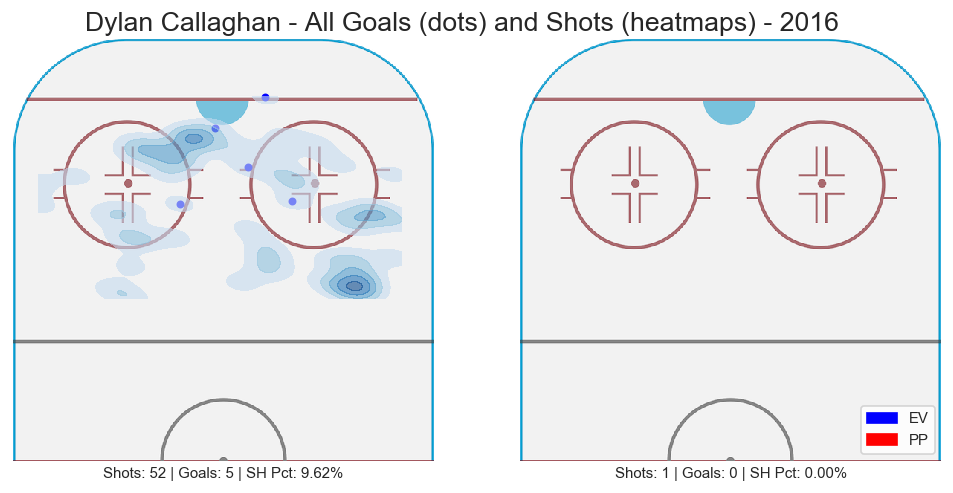 Dylan Callaghan - All Goals (dots) and Shots (heatmaps) - 2016
EV
PP
Shots: 52 | Goals: 5 | SH Pct: 9.62%
Shots: 1 | Goals: 0 | SH Pct: 0.00%